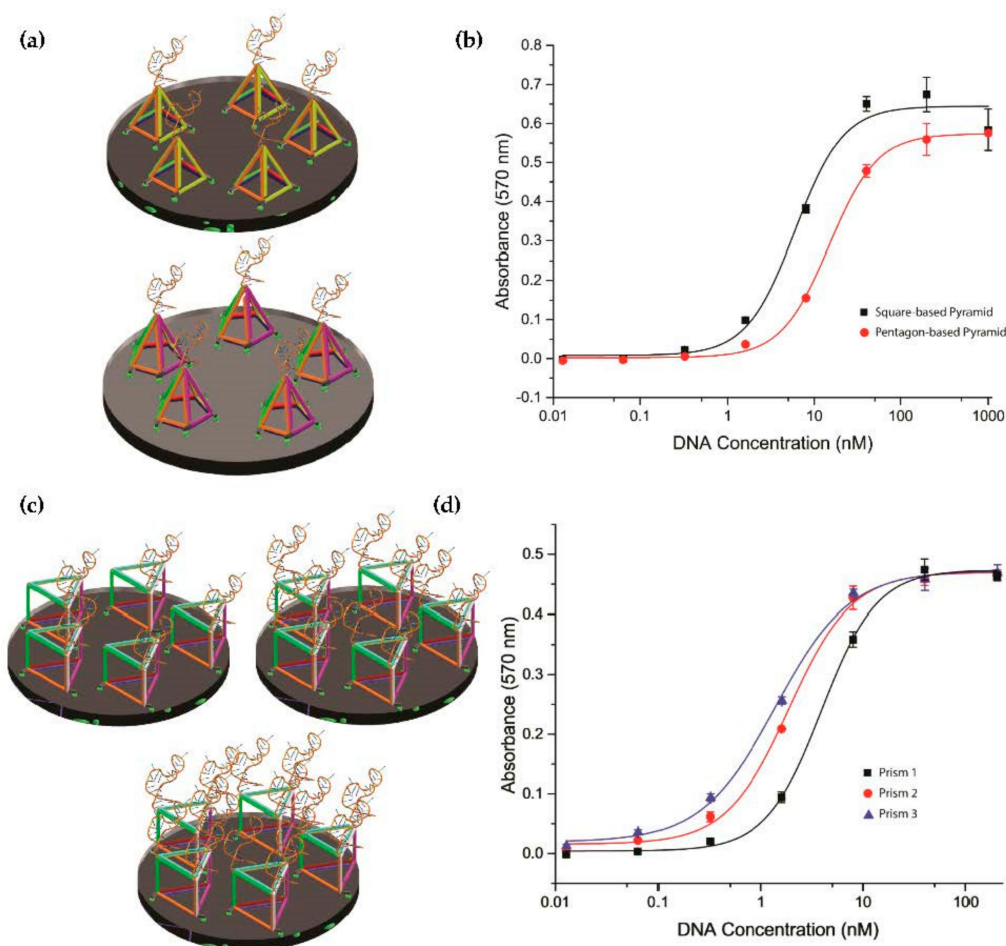 (a)
(b)
0.8
0.7
0.6
0.5
0.4
0.3
0.2
0.1
0.0
-0.1
Absorbance (570 nm)
Square-based Pyramid
Pentagon-based Pyramid
0.01
0.1
1
10
100
1000
DNA Concentration (nM)
(c)
(d)
0.5
0.4
0.3
0.2
0.1
0.0
Absorbance (570 nm)
Prism 1
Prism 2
Prism 3
0.01
0.1
1
10
100
DNA Concentration (nM)